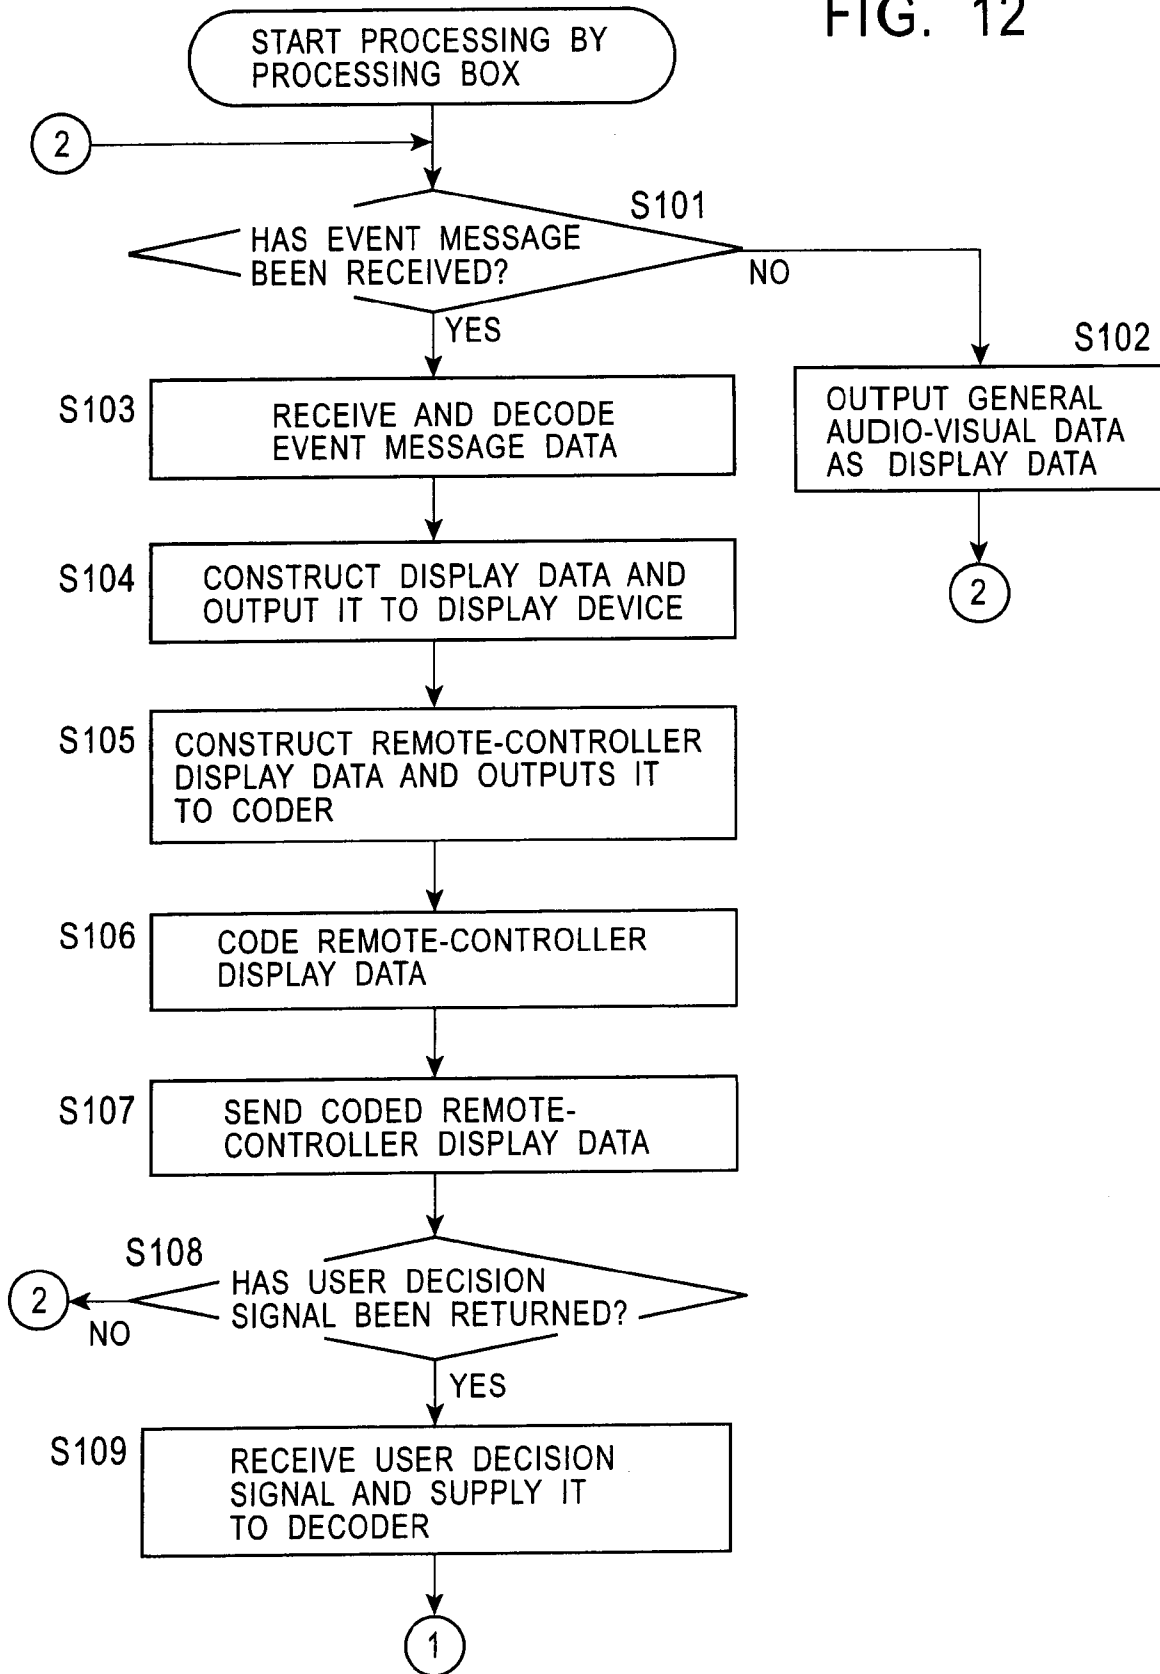 FIG. 12
START PROCESSING BY
PROCESSING BOX
2
S101
HAS EVENT MESSAGE
BEEN RECEIVED?
NO
YES
S102
OUTPUT GENERAL
AUDIO-VISUAL DATA
AS DISPLAY DATA
2
S103
RECEIVE AND DECODE
EVENT MESSAGE DATA
S104
CONSTRUCT DISPLAY DATA AND
OUTPUT IT TO DISPLAY DEVICE
S105
CONSTRUCT REMOTE-CONTROLLER
DISPLAY DATA AND OUTPUTS IT
TO CODER
S106
CODE REMOTE-CONTROLLER
DISPLAY DATA
S107
SEND CODED REMOTE-
CONTROLLER DISPLAY DATA
S108
HAS USER DECISION
SIGNAL BEEN RETURNED?
2
NO
YES
S109
RECEIVE USER DECISION
SIGNAL AND SUPPLY IT
TO DECODER
1